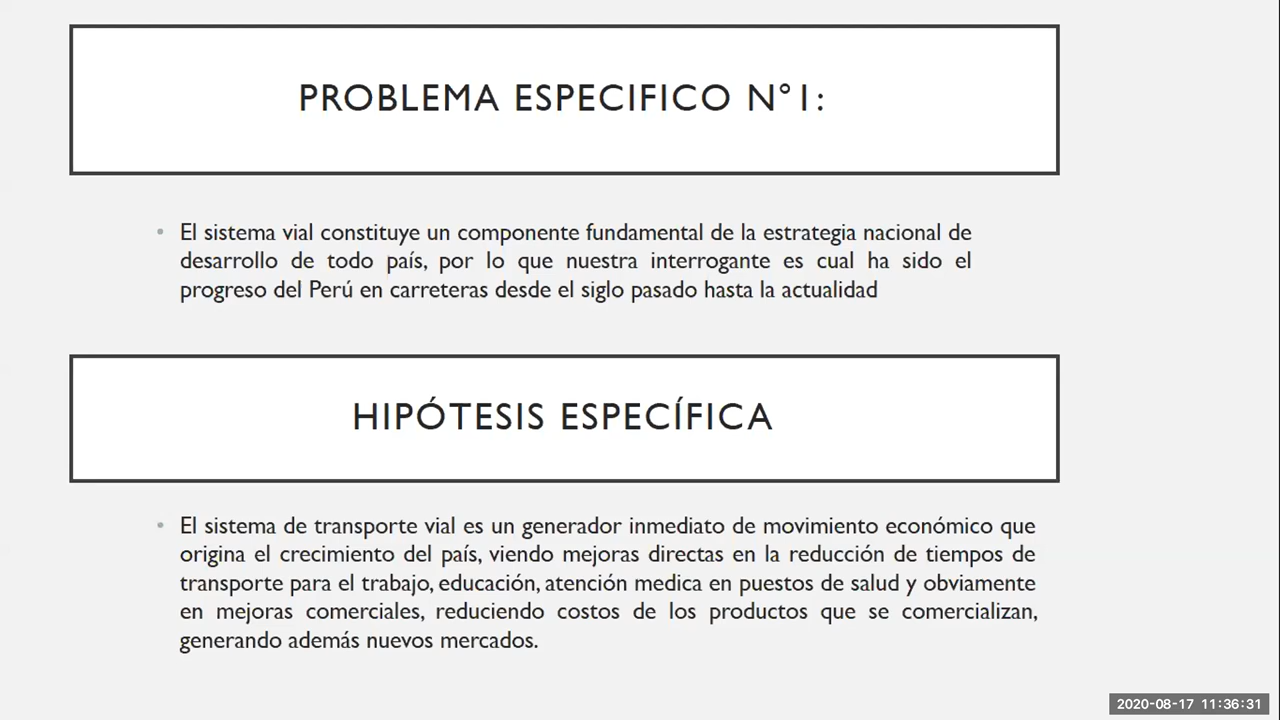 PROBLEMA ESPECIFICO N°1:
• El sistema vial constituye un componente fundamental de la estrategia nacional de
desarrollo de todo país, por lo que nuestra interrogante es cual ha sido el
progreso del Perú en carreteras desde el siglo pasado hasta la actualidad
HIPÓTESIS ESPECÍFICA
• El sistema de transporte vial es un generador inmediato de movimiento económico que
origina el crecimiento del país, viendo mejoras directas en la reducción de tiempos de
transporte para el trabajo, educación, atención medica en puestos de salud y obviamente
en mejoras comerciales, reduciendo costos de los productos que se comercializan,
generando además nuevos mercados.
2020-08-17 11:36:31